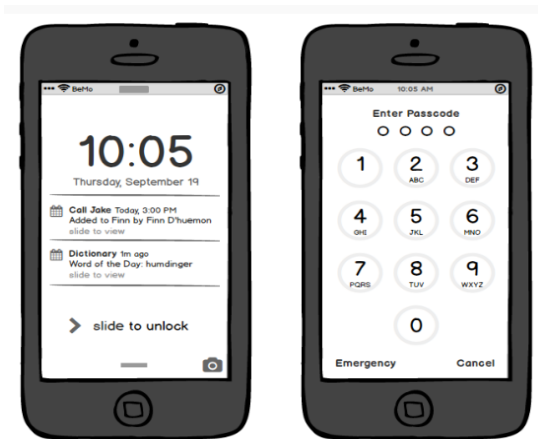 BeMo
10:05
Thursday, September 19
Call Jake Today, 3:00 PM
Added to Finn by Finn D'huemon
slide to view
Dictionary 1m ago
Word of the Day: humdinger
slide to view
slide to unlock
BeMo 10:05 AM
Enter Passcode
1 2 3
ABC DEF
4 5 6
GHI JKL MNO
7 8 9
PQRS TUV WXYZ
0
Emergency Cancel